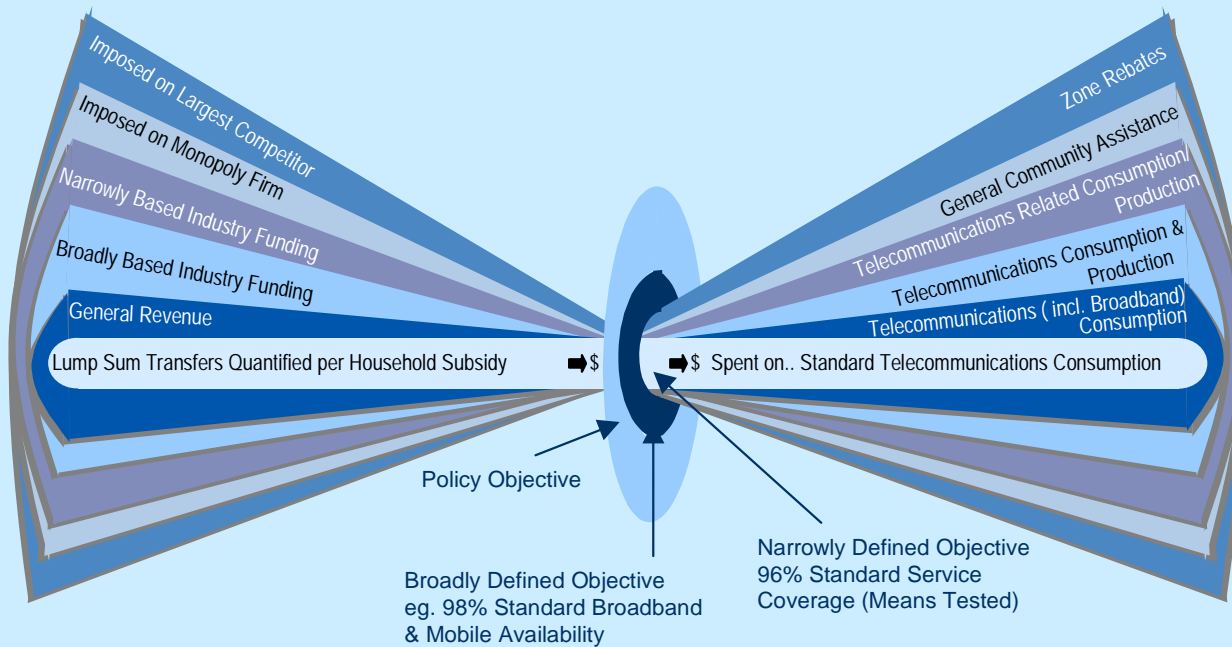 Imposed on Largest Competitor
Imposed on Monopoly Firm
Narrowly Based Industry Funding
Broadly Based Industry Funding
General Revenue
Lump Sum Transfers Quantified per Household Subsidy
$
Zone Rebates
General Community Assistance
Telecommunications Related Consumption/
Production
Telecommunications Consumption &
Production
Telecommunications ( incl. Broadband)
Consumption
$ Spent on.. Standard Telecommunications Consumption
Policy Objective
Broadly Defined Objective
eg. 98% Standard Broadband
& Mobile Availability
Narrowly Defined Objective
96% Standard Service
Coverage (Means Tested)